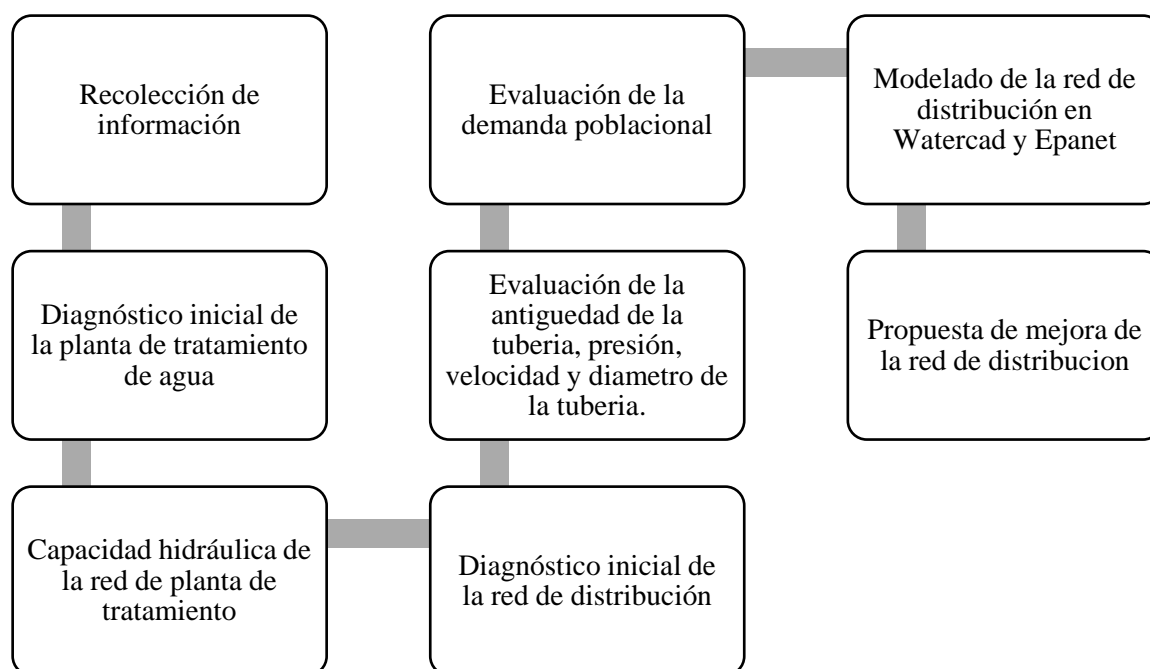 Recolección de
información
Diagnóstico inicial de
la planta de tratamiento
de agua
Capacidad hidráulica de
la red de planta de
tratamiento
Diagnóstico inicial de
la red de distribución
Evaluación de la
antiguedad de la
tuberia, presión,
velocidad y diametro de
la tuberia.
Evaluación de la
demanda poblacional
Modelado de la red de
distribución en
Watercad y Epanet
Propuesta de mejora de
la red de distribucion